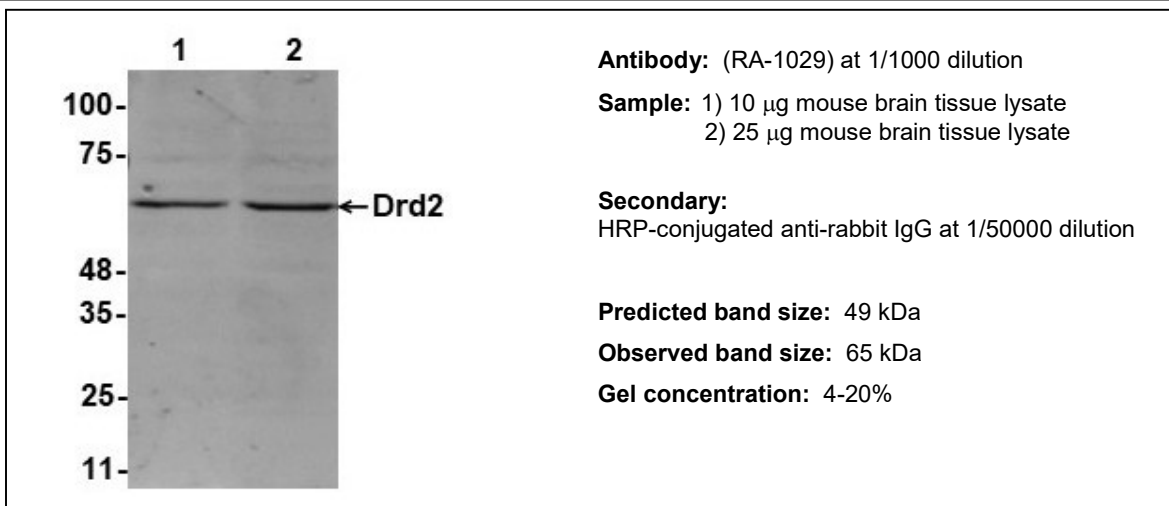 1 2
100-
75-
48-
35-
25-
11-
←Drd2
Antibody: (RA-1029) at 1/1000 dilution
Sample: 1) 10 μg mouse brain tissue lysate
2) 25 μg mouse brain tissue lysate
Secondary:
HRP-conjugated anti-rabbit IgG at 1/50000 dilution
Predicted band size: 49 kDa
Observed band size: 65 kDa
Gel concentration: 4-20%